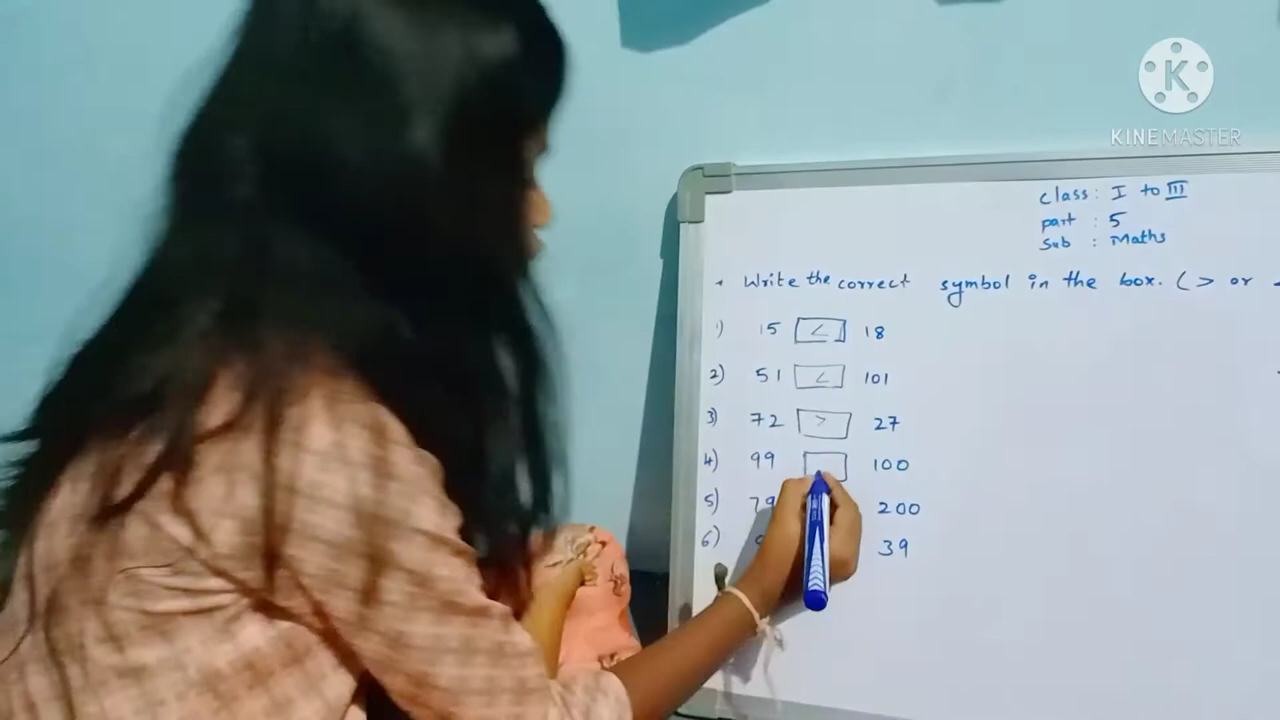 KINEMASTER
class: I to III
part : 5
Sub : Maths
Write the correct symbol in the box. (> or
1) 15 < 18
2) 51 < 101
3) 72 > 27
4) 99 100
5) 200
6) 39